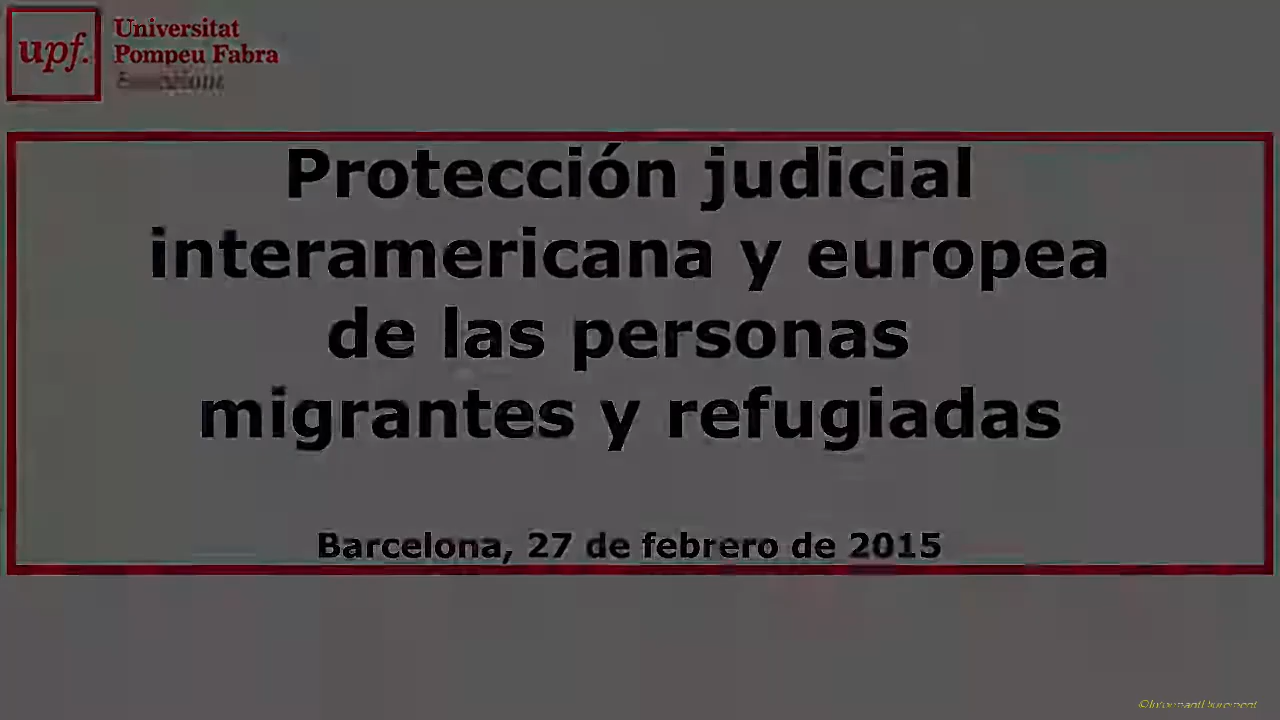 upf.
Universitat
Pompeu Fabra
Barcelona
Protección judicial
interamericana y europea
de las personas
migrantes y refugiadas
Barcelona, 27 de febrero de 2015